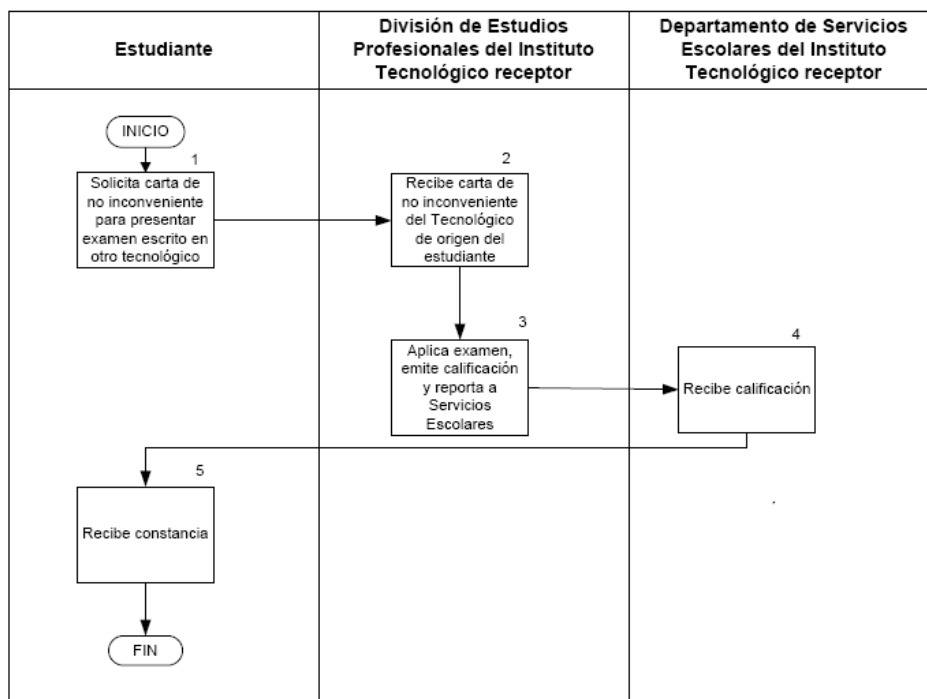 Estudiante
División de Estudios
Profesionales del Instituto
Tecnológico receptor
Departamento de Servicios
Escolares del Instituto
Tecnológico receptor
INICIO
1
Solicita carta de
no inconveniente
para presentar
examen escrito en
otro tecnológico
2
Recibe carta de
no inconveniente
del Tecnológico
de origen del
estudiante
3
Aplica examen,
emite calificación
y reporta a
Servicios
Escolares
4
Recibe calificación
5
Recibe constancia
FIN